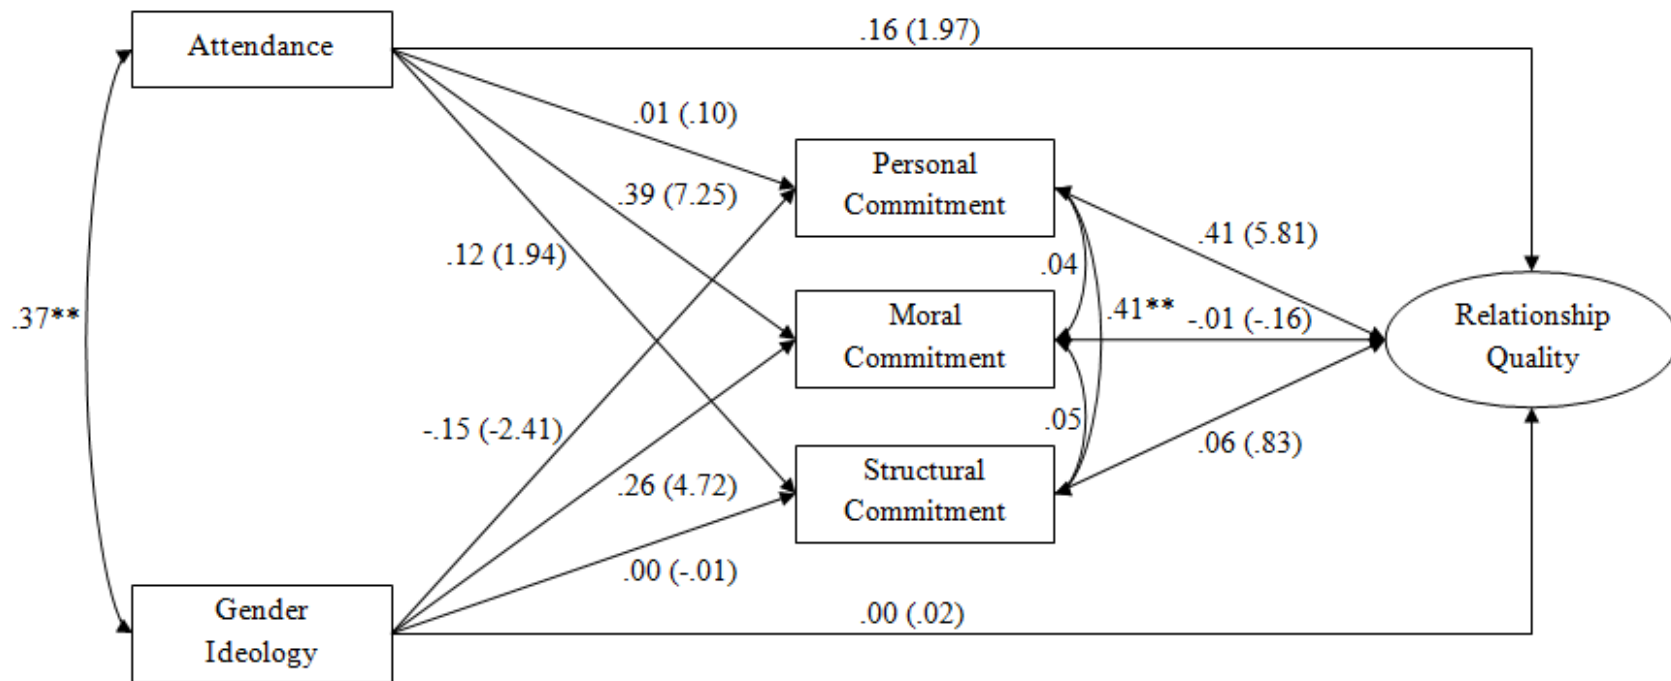 .16 (1.97)
Attendance
.01 (.10)
Personal
Commitment
.39 (7.25)
.41 (5.81)
.12 (1.94)
.04
.37**
.41**
-.01 (-.16)
Moral
Commitment
Relationship
Quality
-.15 (-2.41)
.05
.06 (.83)
.26 (4.72)
Structural
Commitment
.00 (-.01)
Gender
Ideology
.00 (.02)